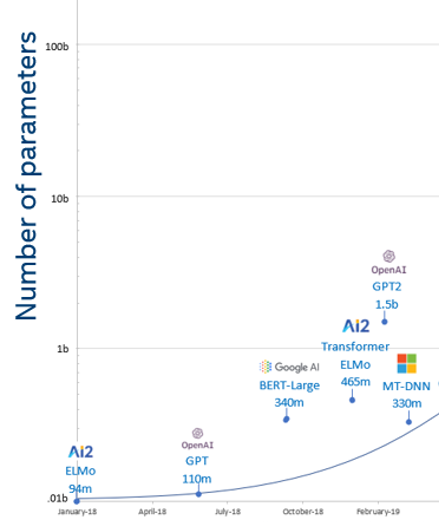 Number of parameters
100b
10b
1b
.01b
Ai2
ELMo
94m
OpenAI
GPT
110m
Google AI
BERT-Large
340m
Ai2
Transformer
ELMo
465m
OpenAI
GPT2
1.5b
MT-DNN
330m
January-18
April-18
July-18
October-18
February-19